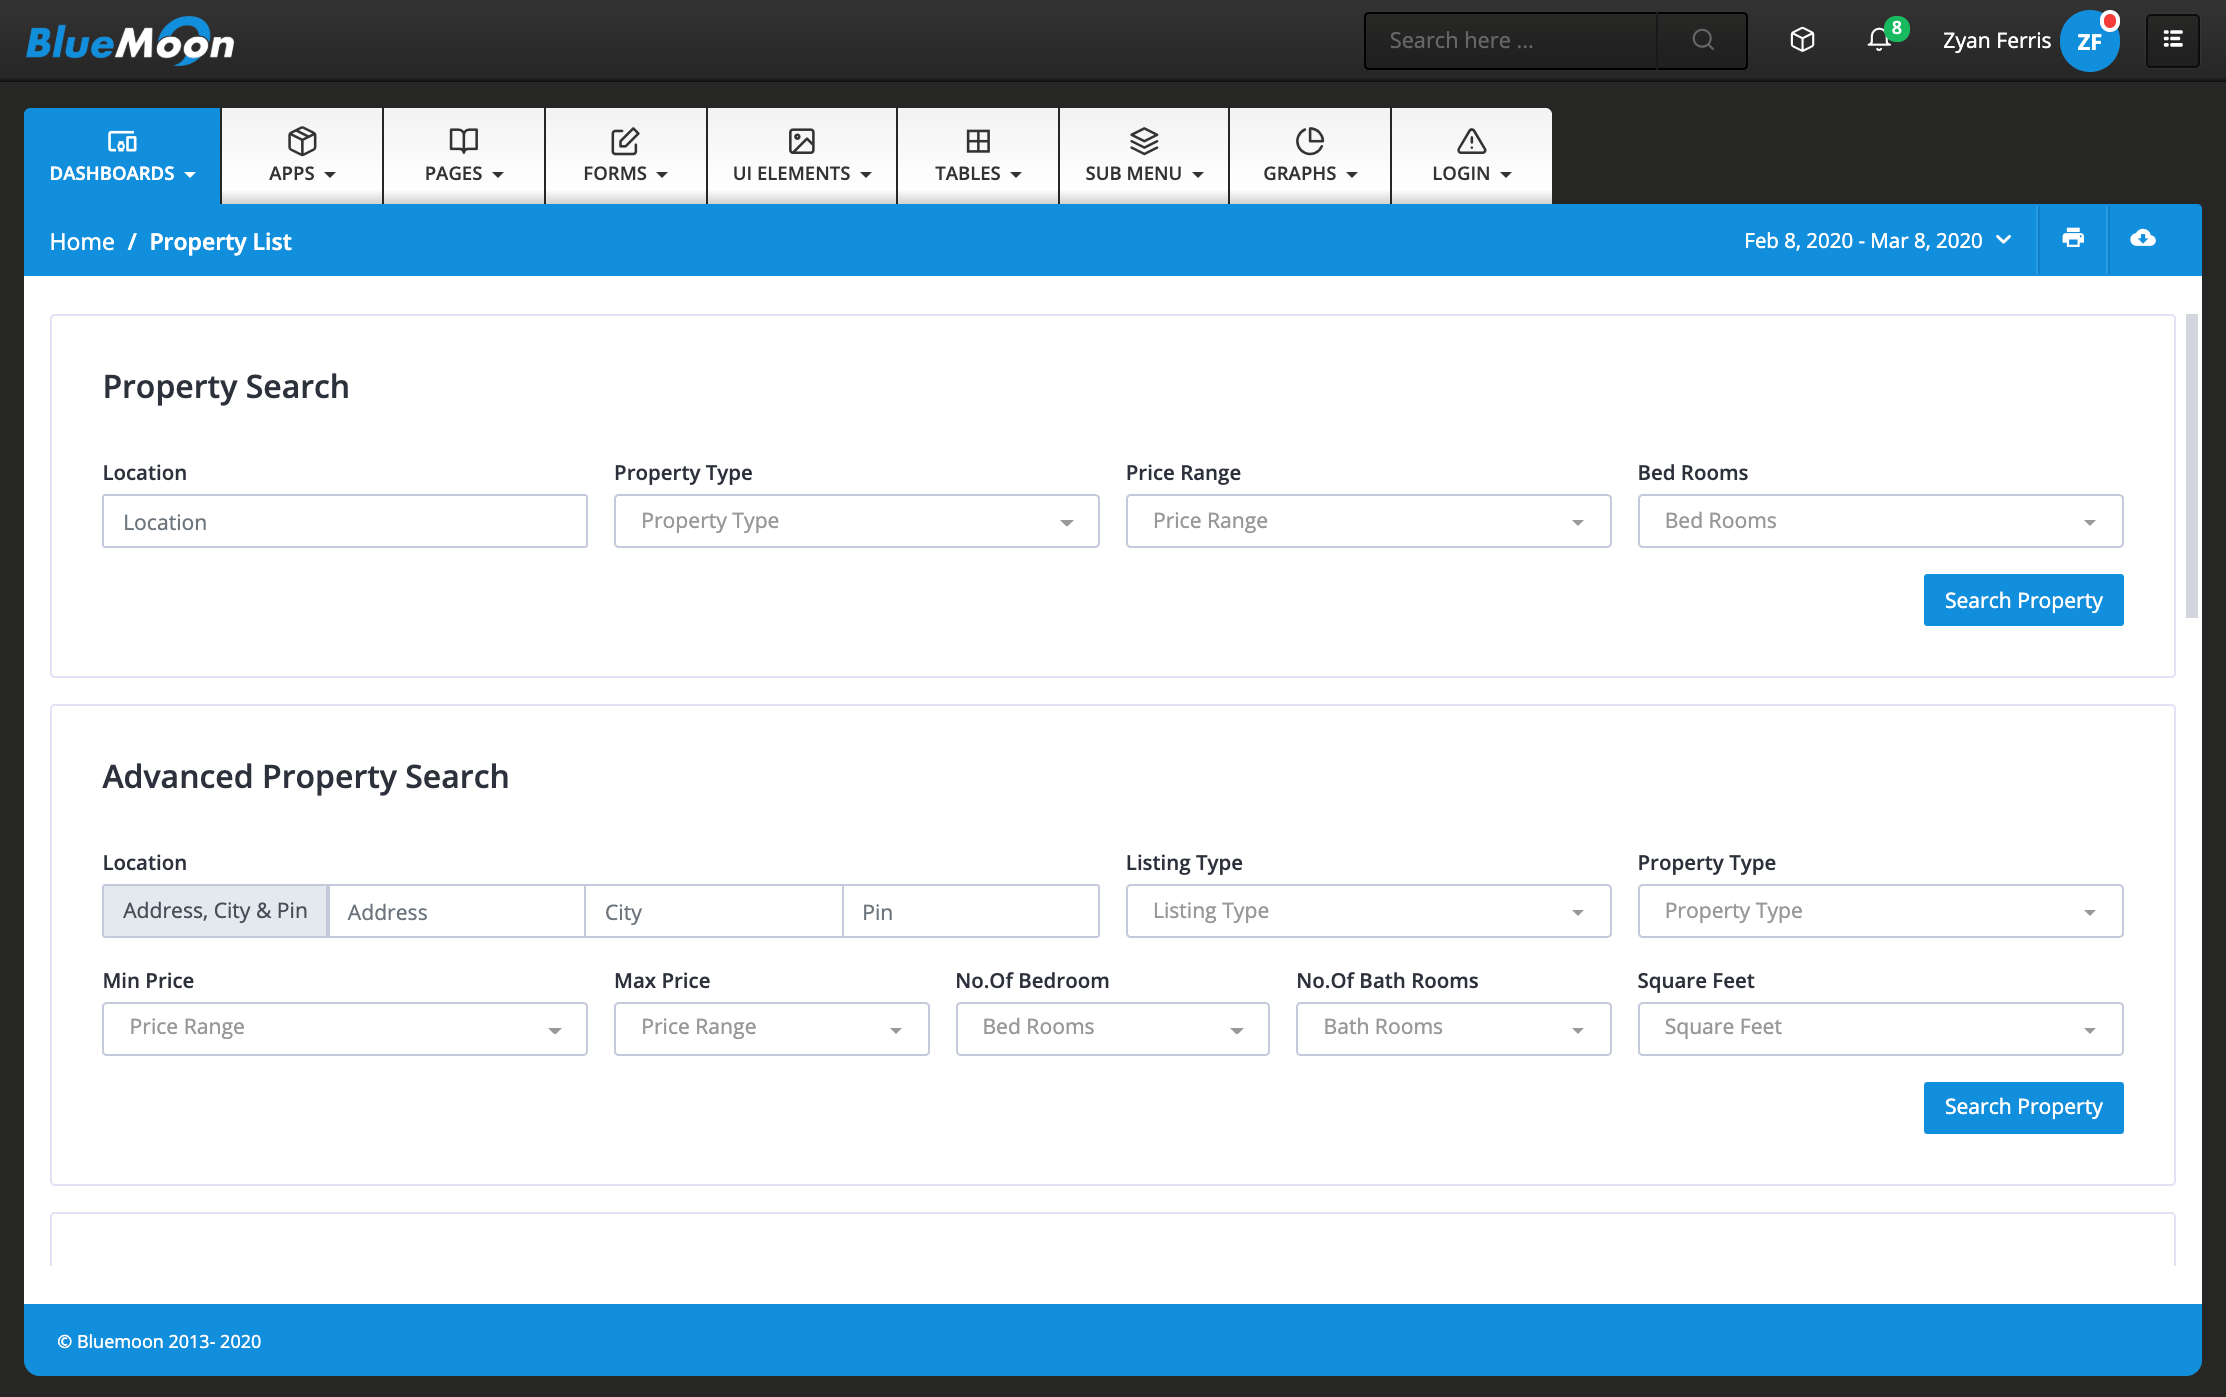 BlueMoon
Search here ...
8
Zyan Ferris
ZF
DASHBOARDS
APPS
PAGES
FORMS
UI ELEMENTS
TABLES
SUB MENU
GRAPHS
LOGIN
Home / Property List
Feb 8, 2020 - Mar 8, 2020
Property Search
Location
Property Type
Price Range
Bed Rooms
Location
Property Type
Price Range
Bed Rooms
Search Property
Advanced Property Search
Location
Listing Type
Property Type
Address, City & Pin
Address
City
Pin
Listing Type
Property Type
Min Price
Max Price
No.Of Bedroom
No.Of Bath Rooms
Square Feet
Price Range
Price Range
Bed Rooms
Bath Rooms
Square Feet
Search Property
© Bluemoon 2013- 2020